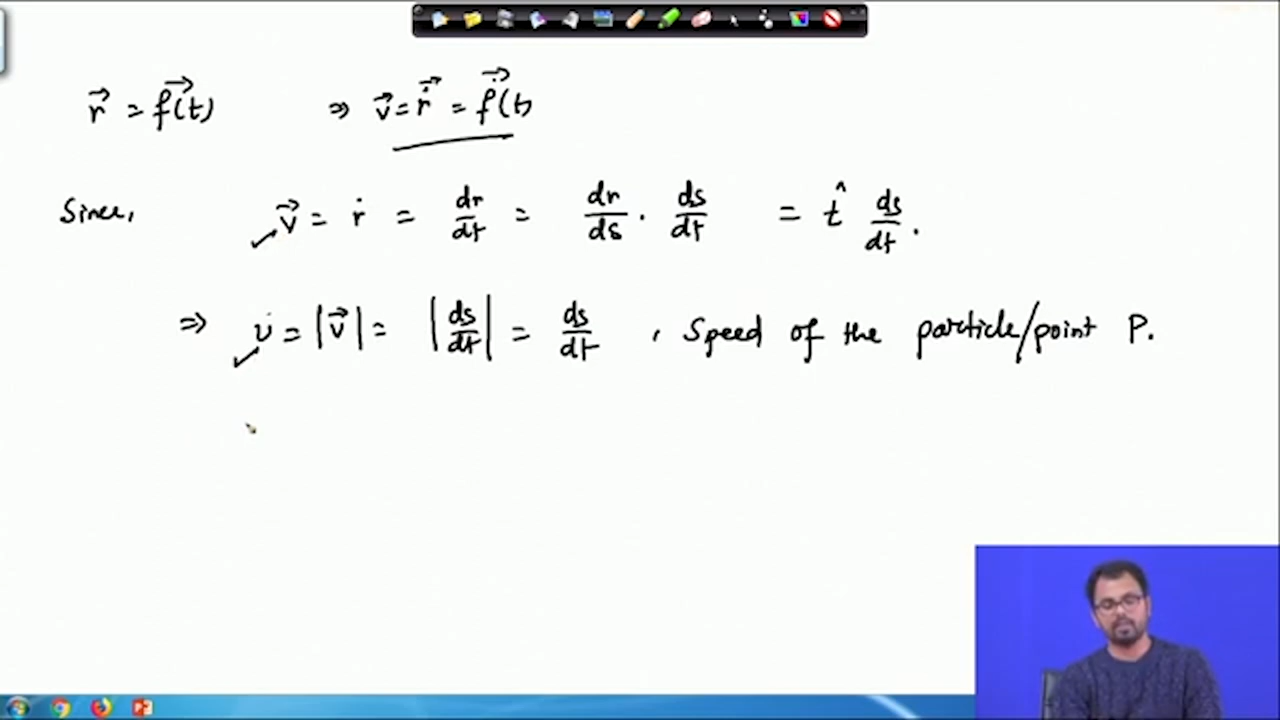 r⃗ = f⃗(t) ⇒ v⃗ = ṙ⃗ = ḟ⃗(t)
Since, v⃗ = ṙ = dr/dt = dr/ds · ds/dt = t̂ ds/dt.
⇒ v = |v⃗| = |ds/dt| = ds/dt , Speed of the particle/point P.